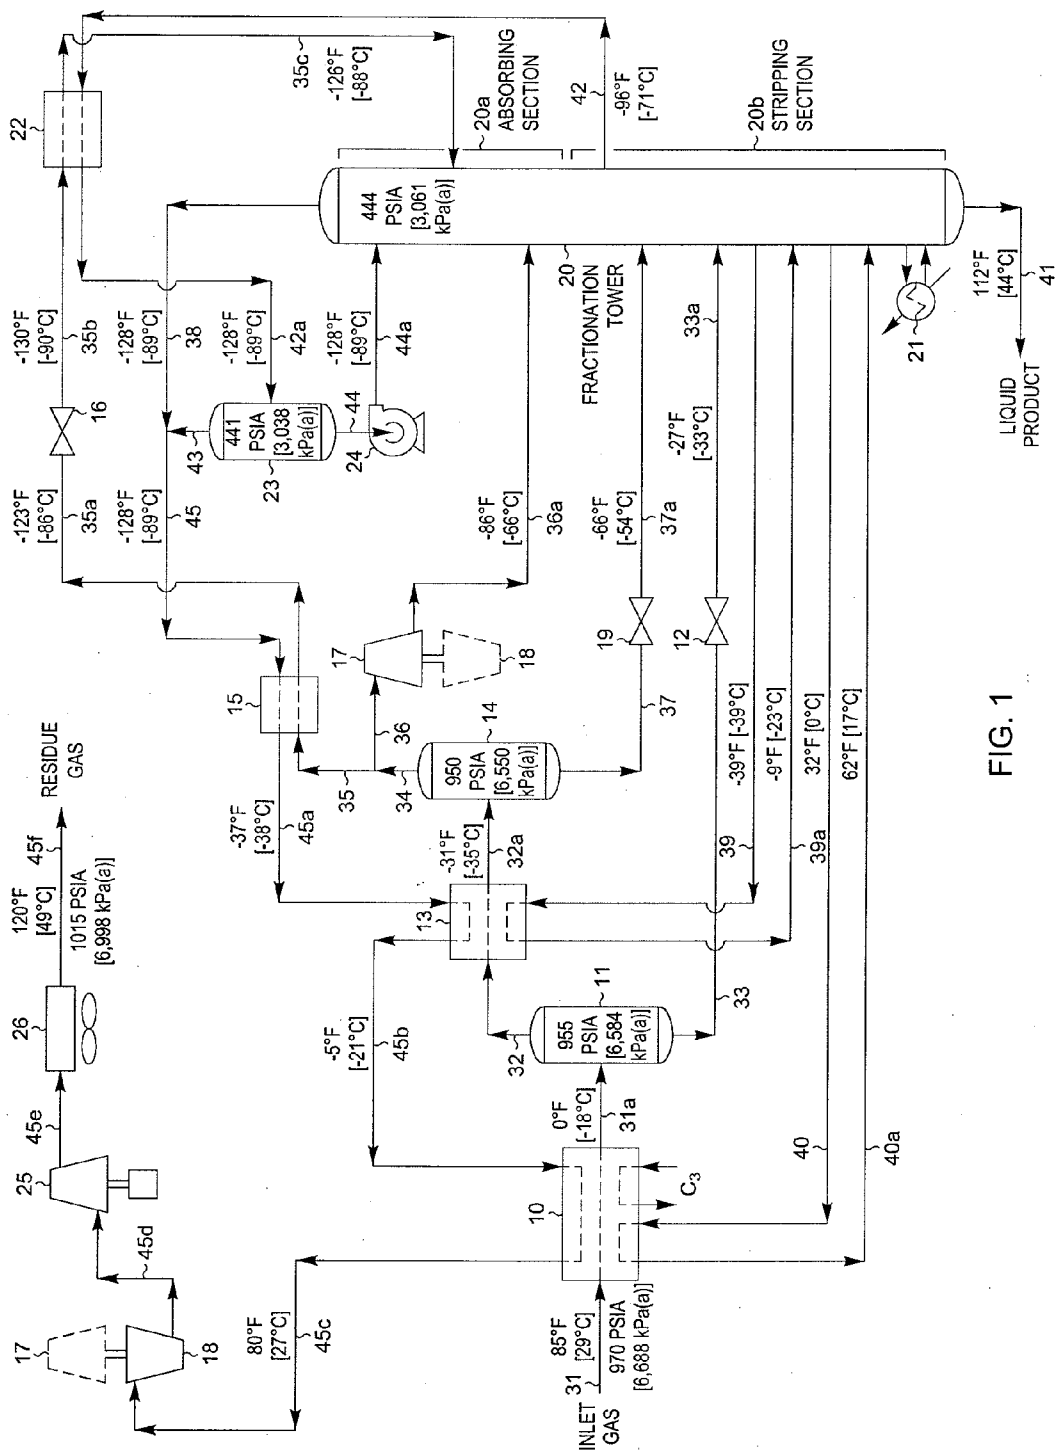 17
18
45d
25
45e
26
120°F
[49°C]
45f
1015 PSIA
[6,998 kPa(a)]
RESIDUE
GAS
80°F
[27°C]
45c
-123°F
[-86°C]
35a
16
-130°F
[-90°C]
35b
22
-128°F
[-89°C]
45
-128°F
[-89°C]
38
35c
-126°F
[-88°C]
43
441
PSIA
[3,038
kPa(a)]
23
44
24
-128°F
[-89°C]
42a
-128°F
[-89°C]
44a
-37°F
[-38°C]
45a
15
35
36
17
18
-5°F
[-21°C]
45b
13
-31°F
[-35°C]
32a
34
14
950
PSIA
[6,550
kPa(a)]
-86°F
[-66°C]
36a
444
PSIA
[3,061
kPa(a)]
20a
ABSORBING
SECTION
42
-96°F
[-71°C]
20b
STRIPPING
SECTION
20
FRACTIONATION
TOWER
INLET
GAS
31
85°F
[29°C]
970 PSIA
[6,688 kPa(a)]
10
C3
0°F
[-18°C]
31a
32
11
955
PSIA
[6,584
kPa(a)]
33
37
19
-66°F
[-54°C]
37a
12
-27°F
[-33°C]
33a
39
-39°F [-39°C]
39a
-9°F [-23°C]
40
32°F [0°C]
40a
62°F [17°C]
21
112°F
[44°C]
41
LIQUID
PRODUCT
FIG. 1